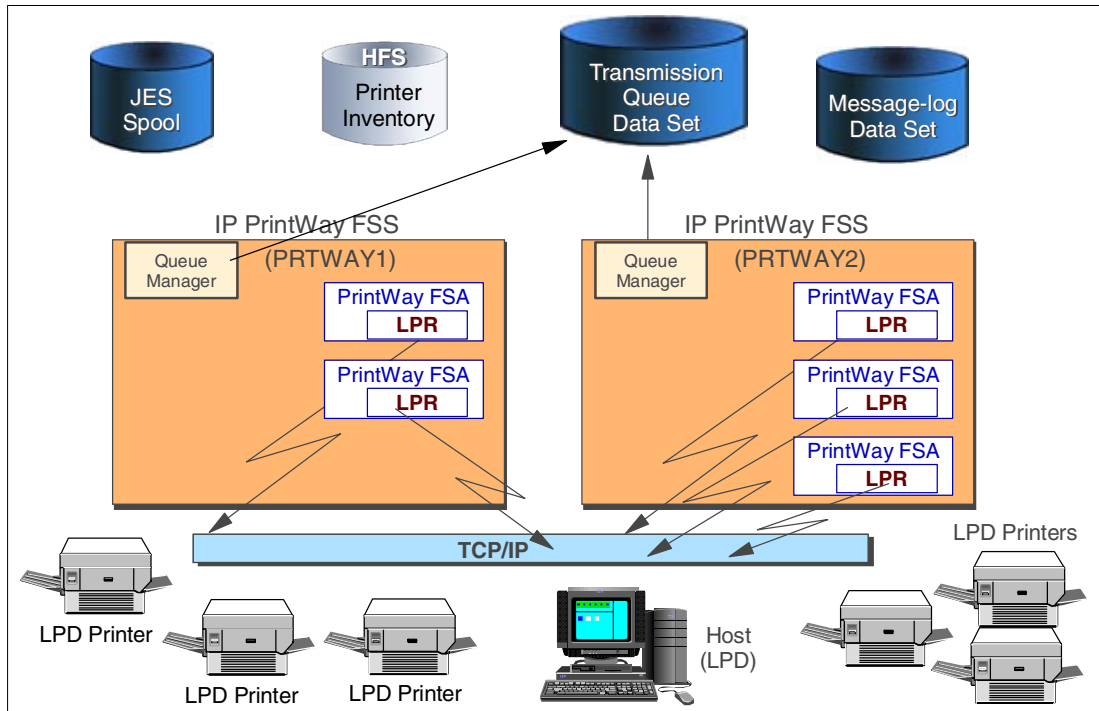 JES
Spool
HFS
Printer
Inventory
Transmission
Queue
Data Set
Message-log
Data Set
IP PrintWay FSS
(PRTWAY1)
Queue
Manager
PrintWay FSA
LPR
PrintWay FSA
LPR
IP PrintWay FSS
(PRTWAY2)
Queue
Manager
PrintWay FSA
LPR
PrintWay FSA
LPR
PrintWay FSA
LPR
TCP/IP
LPD Printer
LPD Printer
LPD Printer
Host
(LPD)
LPD Printers